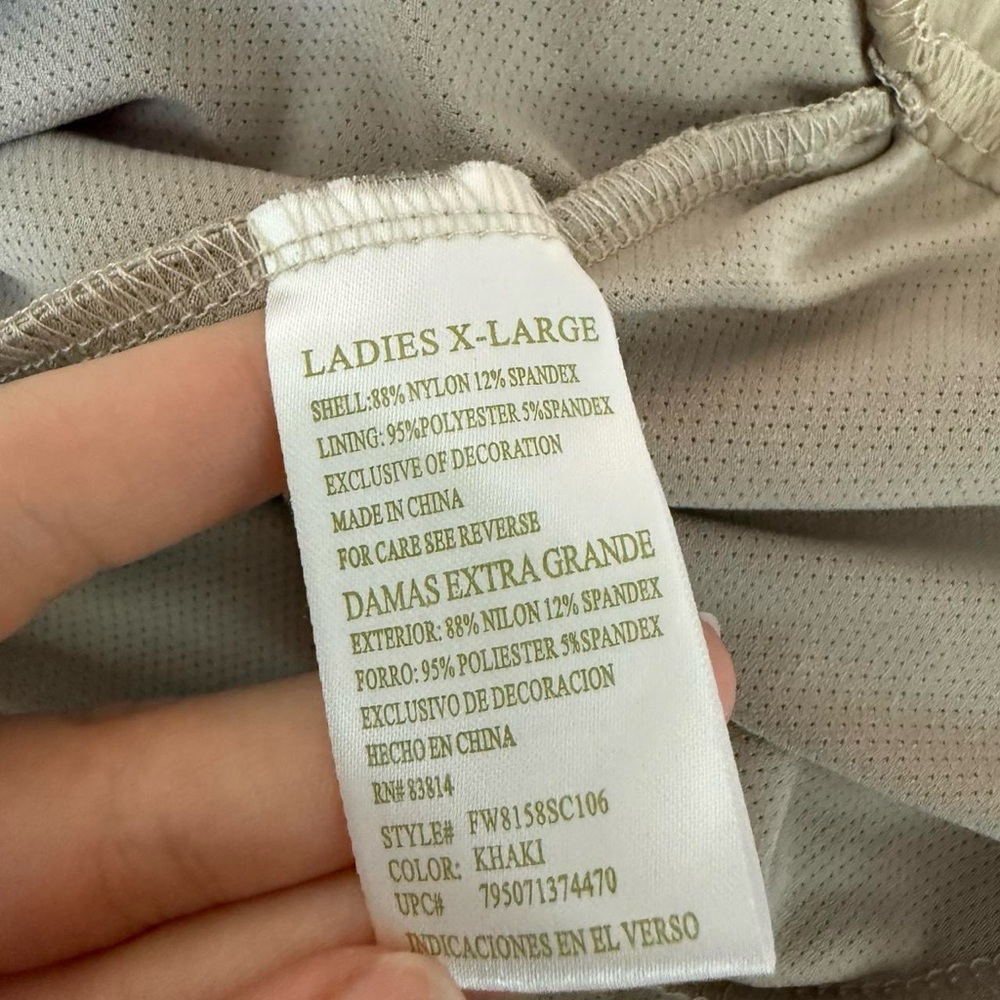 LADIES X-LARGE
SHELL:88% NYLON 12% SPANDEX
LINING: 95%POLYESTER 5%SPANDEX
EXCLUSIVE OF DECORATION
MADE IN CHINA
FOR CARE SEE REVERSE
DAMAS EXTRA GRANDE
EXTERIOR: 88% NILON 12% SPANDEX
FORRO: 95% POLIESTER 5%SPANDEX
EXCLUSIVO DE DECORACION
HECHO EN CHINA
RN# 83814
STYLE# FW8158SC106
COLOR: KHAKI
UPC# 795071374470
INDICACIONES EN EL VERSO